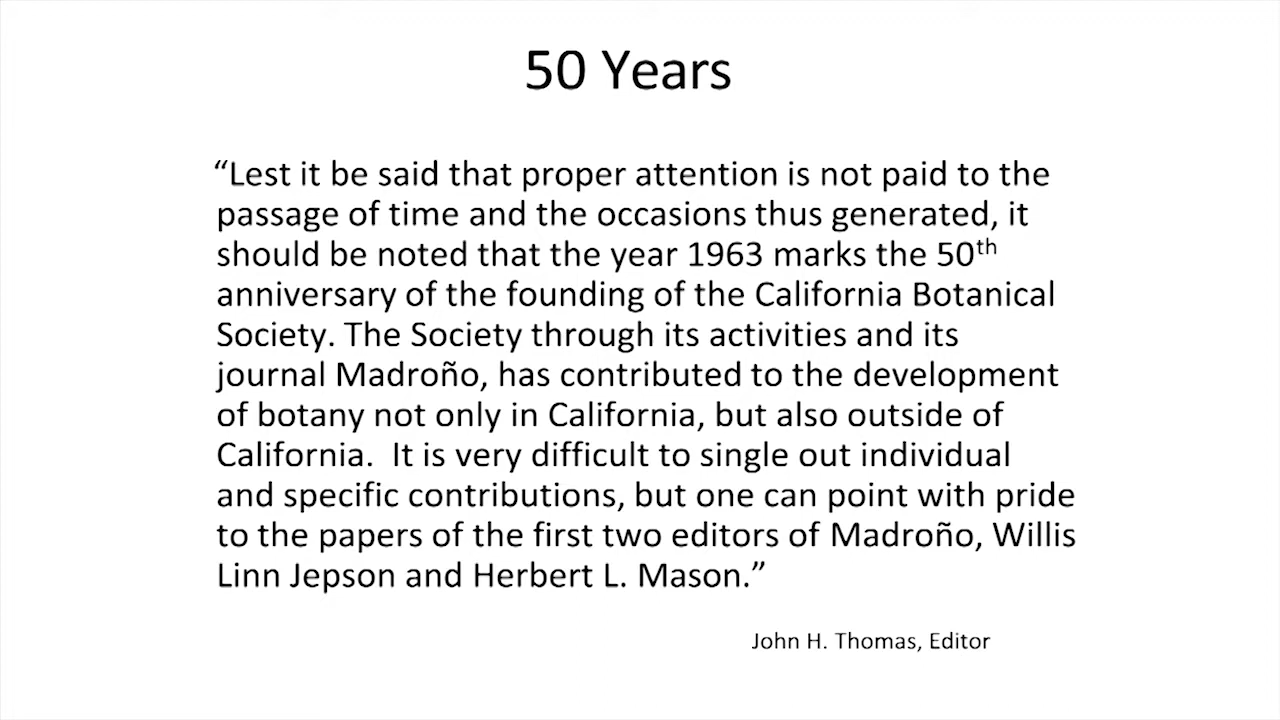 50 Years
“Lest it be said that proper attention is not paid to the
passage of time and the occasions thus generated, it
should be noted that the year 1963 marks the 50th
anniversary of the founding of the California Botanical
Society. The Society through its activities and its
journal Madroño, has contributed to the development
of botany not only in California, but also outside of
California.  It is very difficult to single out individual
and specific contributions, but one can point with pride
to the papers of the first two editors of Madroño, Willis
Linn Jepson and Herbert L. Mason.”
John H. Thomas, Editor